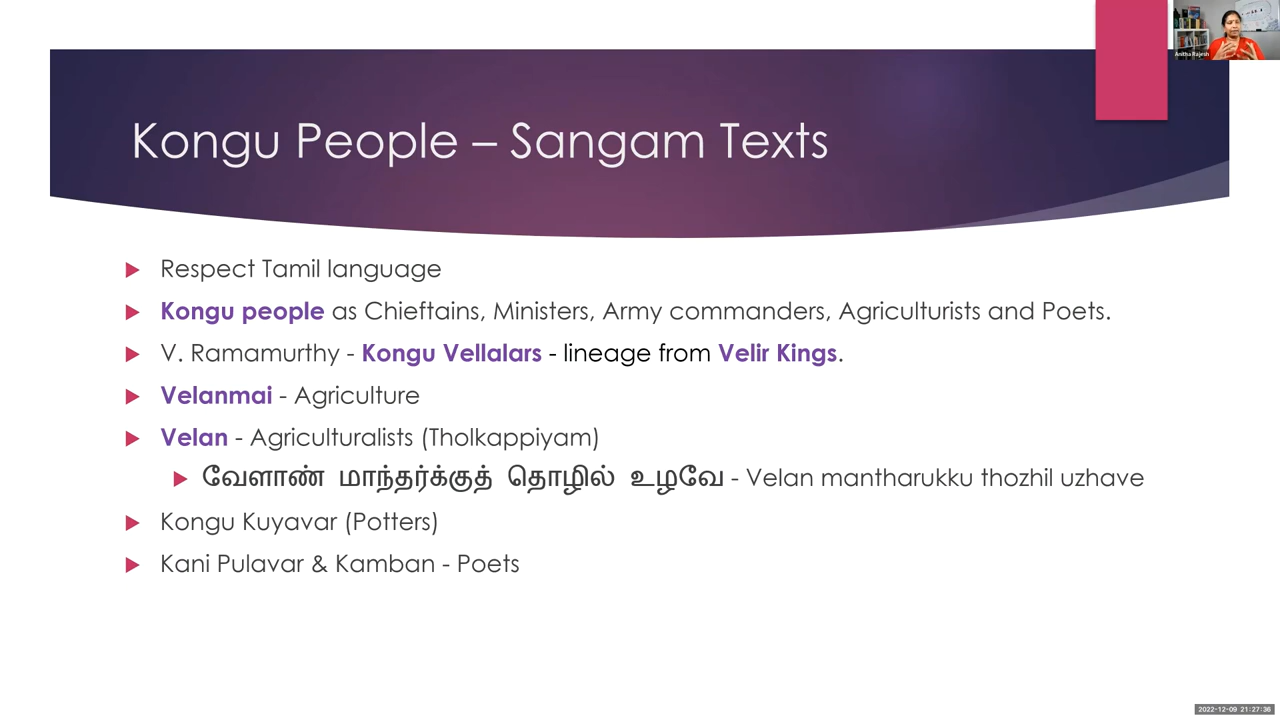 Anitha Rajesh
Kongu People – Sangam Texts
Respect Tamil language
Kongu people as Chieftains, Ministers, Army commanders, Agriculturists and Poets.
V. Ramamurthy - Kongu Vellalars - lineage from Velir Kings.
Velanmai - Agriculture
Velan - Agriculturalists (Tholkappiyam)
வேளாண் மாந்தர்க்குத் தொழில் உழவே - Velan mantharukku thozhil uzhave
Kongu Kuyavar (Potters)
Kani Pulavar & Kamban - Poets
2022-12-09 21:27:36